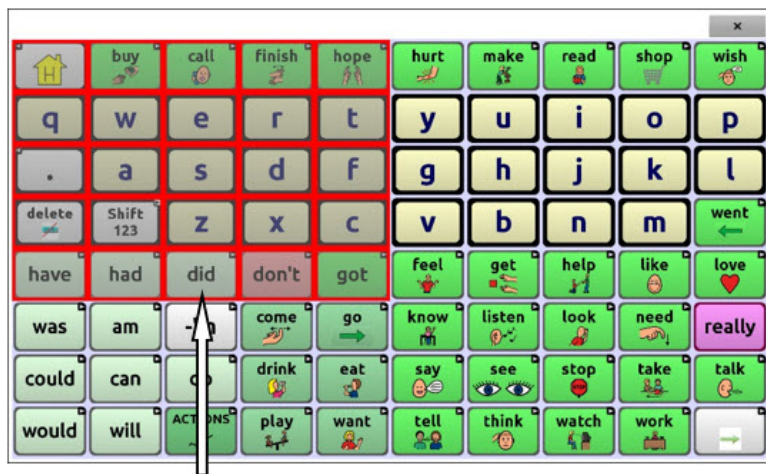 ×
H buy call finish hope hurt make read shop wish
q w e r t y u i o p
. a s d f g h j k l
delete Shift 123 z x c v b n m went
have had did don't got feel get help like love
was am come go know listen look need really
could can drink eat say see stop take talk
would will ACTIONS play want tell think watch work